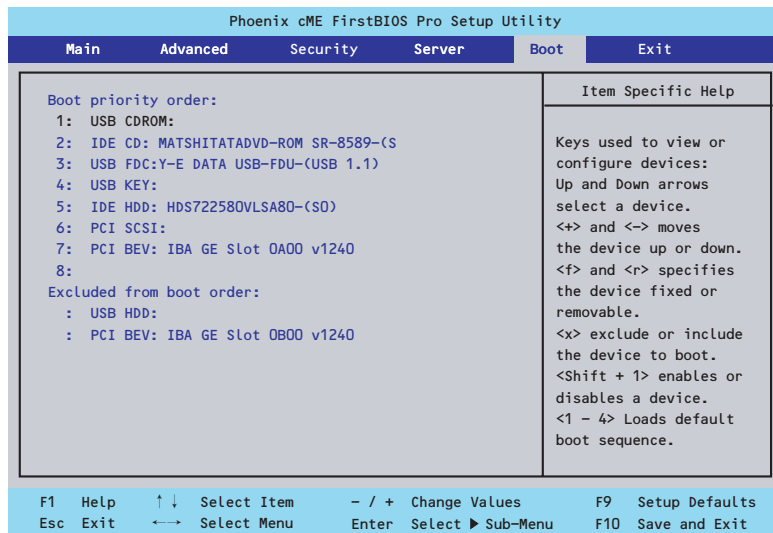 Phoenix cME FirstBIOS Pro Setup Utility
Main Advanced Security Server Boot Exit
Boot priority order:
1: USB CDROM:
2: IDE CD: MATSHITATADVD-ROM SR-8589-(S
3: USB FDC:Y-E DATA USB-FDU-(USB 1.1)
4: USB KEY:
5: IDE HDD: HDS722580VLSA80-(S0)
6: PCI SCSI:
7: PCI BEV: IBA GE Slot 0A00 v1240
8:
Excluded from boot order:
: USB HDD:
: PCI BEV: IBA GE Slot 0B00 v1240
Item Specific Help
Keys used to view or
configure devices:
Up and Down arrows
select a device.
<+> and <-> moves
the device up or down.
<f> and <r> specifies
the device fixed or
removable.
<x> exclude or include
the device to boot.
<Shift + 1> enables or
disables a device.
<1 - 4> Loads default
boot sequence.
F1 Help ↑↓ Select Item - / + Change Values F9 Setup Defaults
Esc Exit ←→ Select Menu Enter Select ▶ Sub-Menu F10 Save and Exit